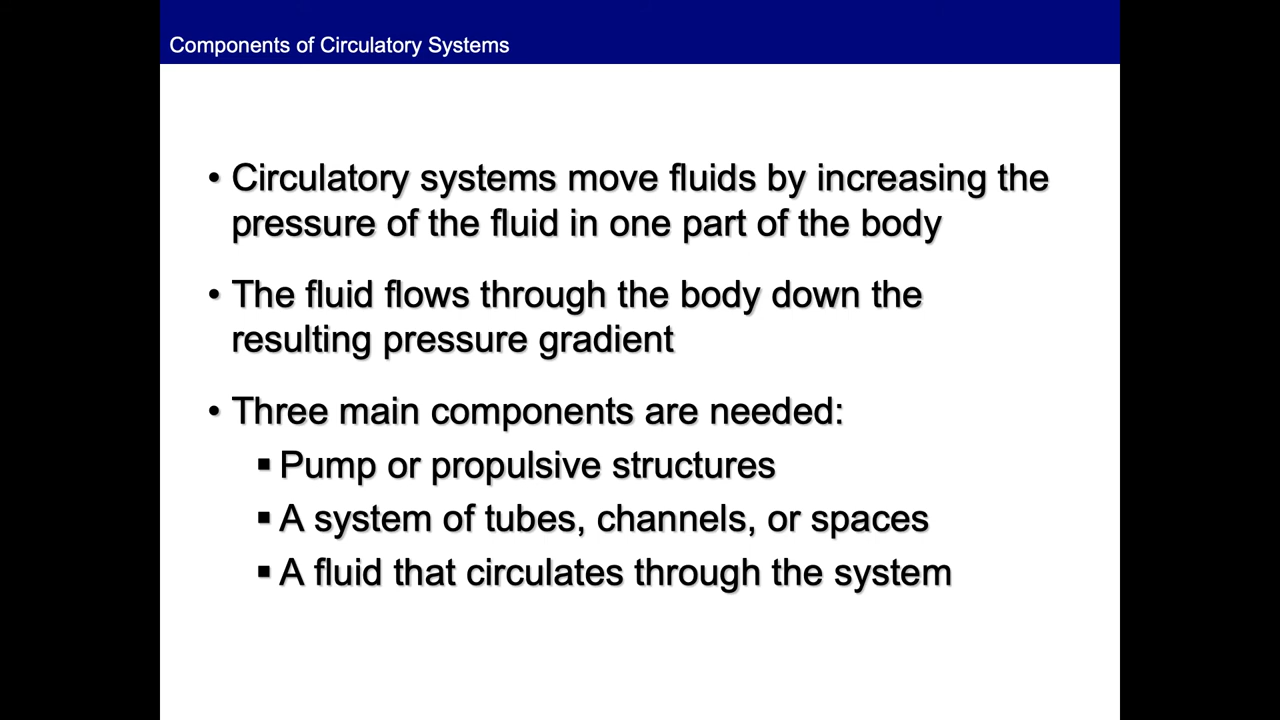 Components of Circulatory Systems
• Circulatory systems move fluids by increasing the
pressure of the fluid in one part of the body
• The fluid flows through the body down the
resulting pressure gradient
• Three main components are needed:
▪ Pump or propulsive structures
▪ A system of tubes, channels, or spaces
▪ A fluid that circulates through the system